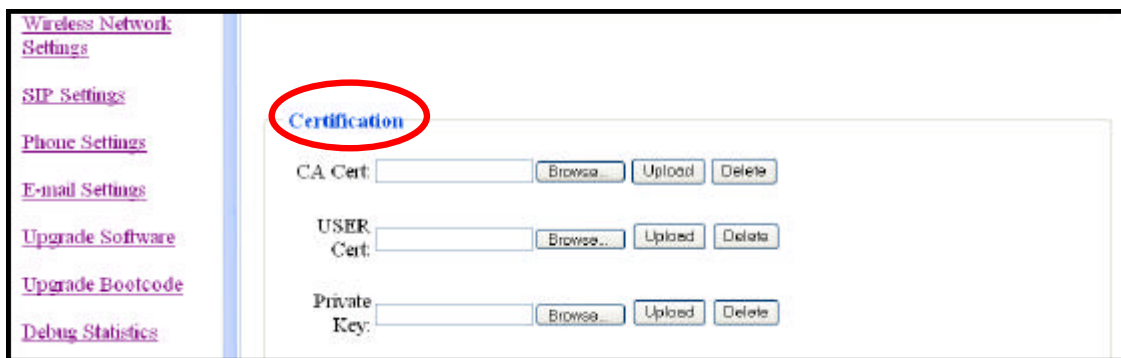 Wireless Network
Settings
SIP Settings
Phone Settings
E-mail Settings
Upgrade Software
Upgrade Bootcode
Debug Statistics
Certification
CA Cert: Browse... Upload Delete
USER
Cert: Browse... Upload Delete
Private
Key: Browse... Upload Delete